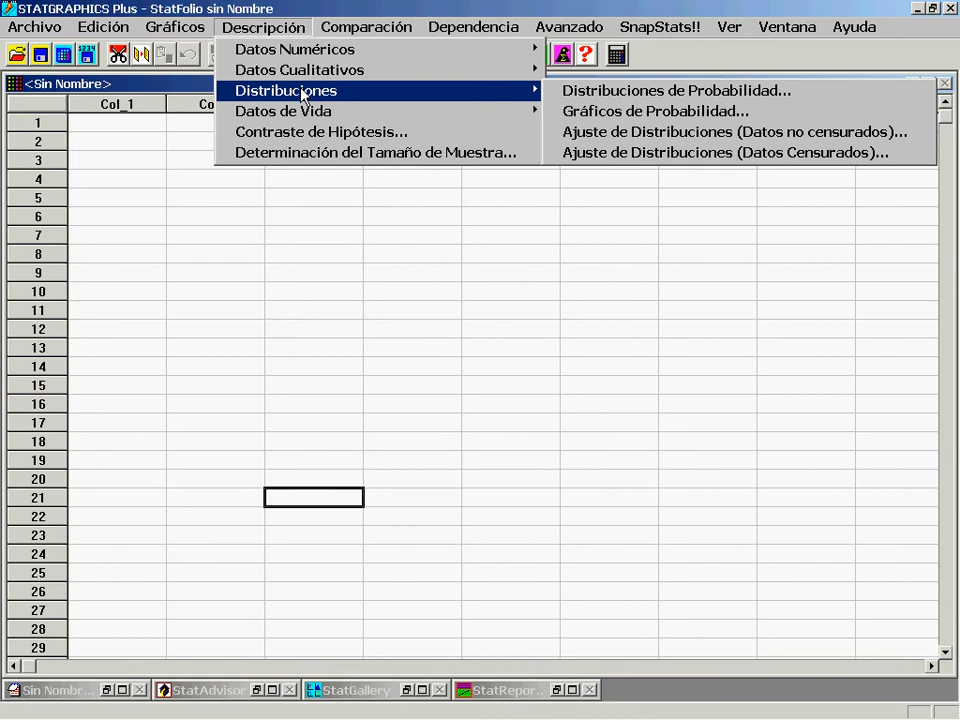 STATGRAPHICS Plus - StatFolio sin Nombre
Archivo Edición Gráficos Descripción Comparación Dependencia Avanzado SnapStats!! Ver Ventana Ayuda
Datos Numéricos
Datos Cualitativos
Distribuciones
Datos de Vida
Contraste de Hipótesis...
Determinación del Tamaño de Muestra...
Distribuciones de Probabilidad...
Gráficos de Probabilidad...
Ajuste de Distribuciones (Datos no censurados)...
Ajuste de Distribuciones (Datos Censurados)...
<Sin Nombre>
Col_1 Co
1
2
3
4
5
6
7
8
9
10
11
12
13
14
15
16
17
18
19
20
21
22
23
24
25
26
27
28
29
Sin Nombr... StatAdvisor StatGallery StatRepor...